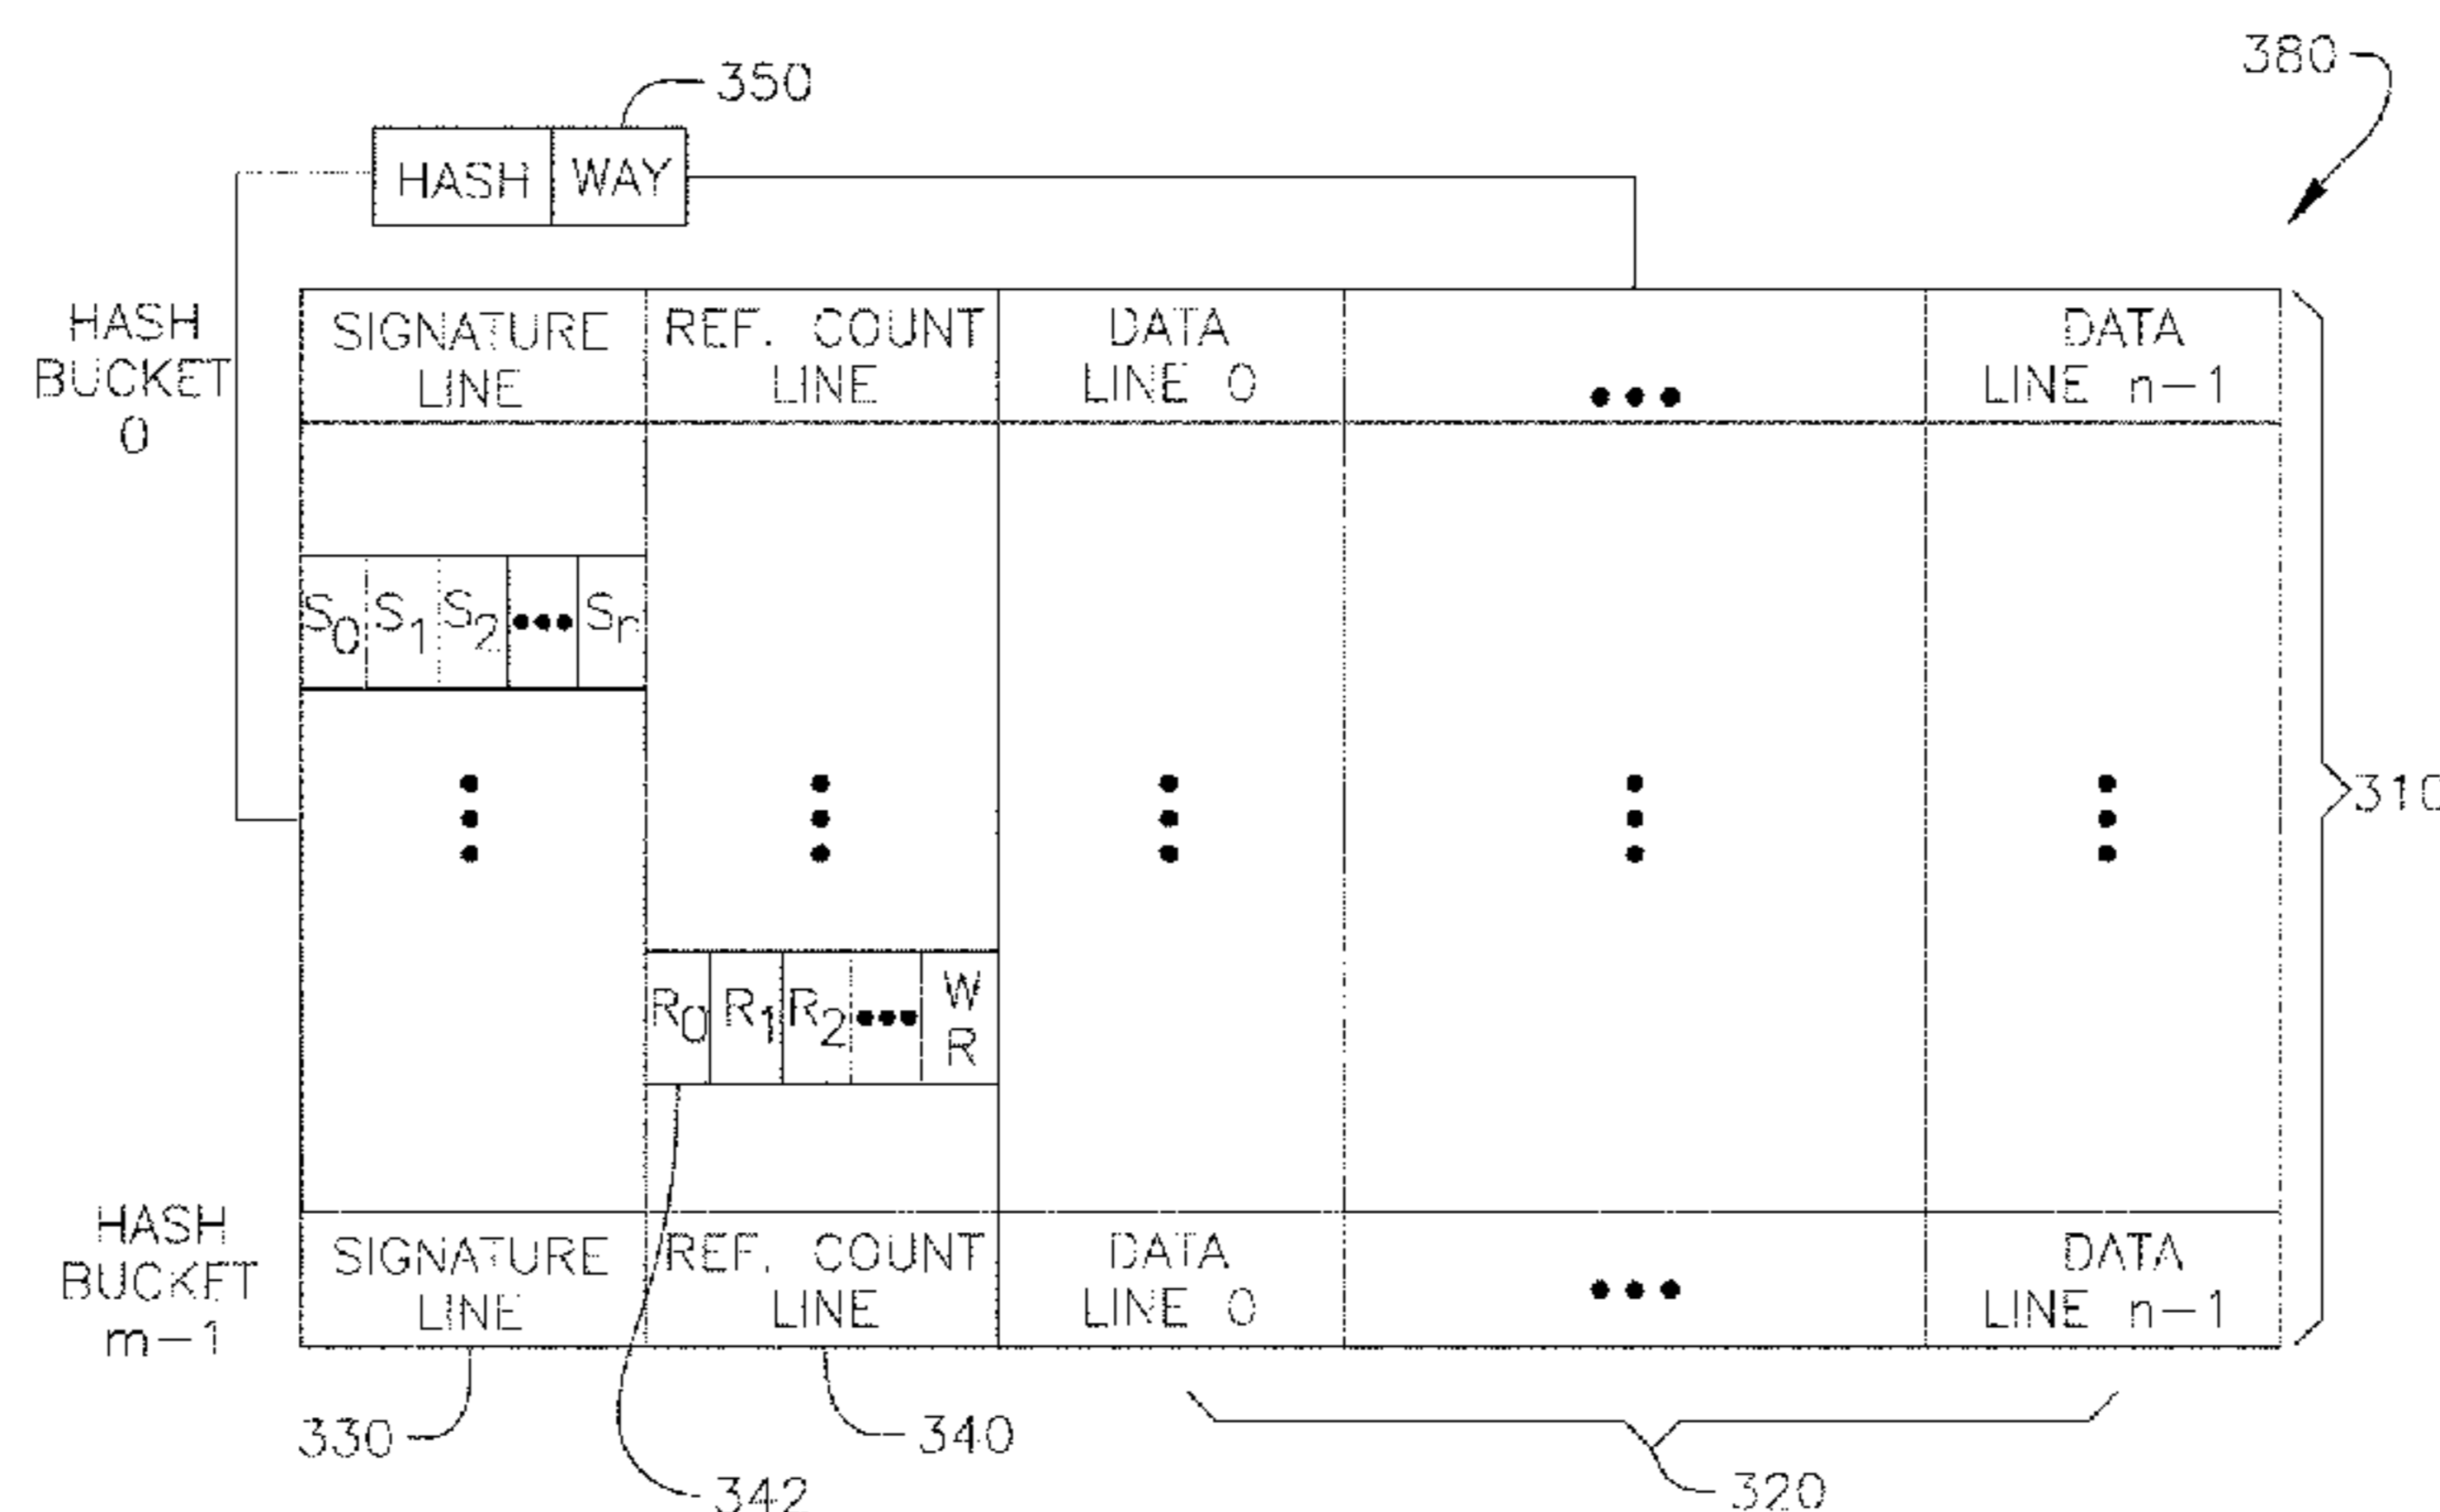 380
350
HASH WAY
HASH BUCKET 0
SIGNATURE LINE
REF. COUNT LINE
DATA LINE 0
•••
DATA LINE n-1
S0 S1 S2 ••• Sn
310
R0 R1 R2 ••• WR
HASH BUCKET m-1
SIGNATURE LINE
REF. COUNT LINE
DATA LINE 0
•••
DATA LINE n-1
330
340
342
320